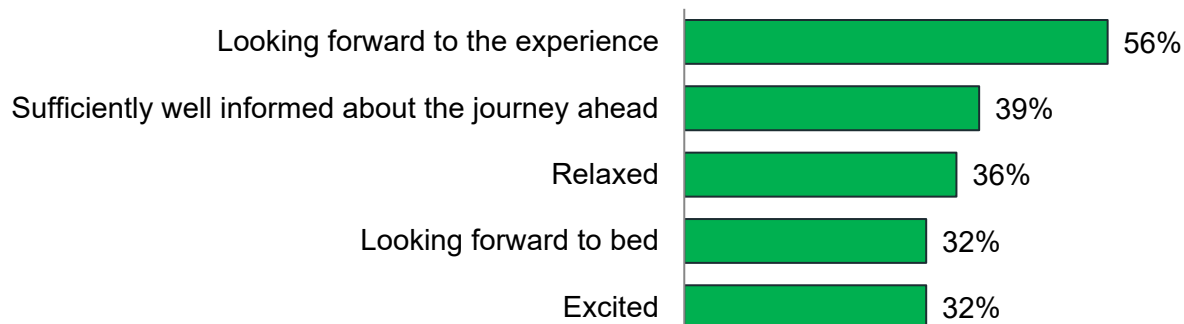 Looking forward to the experience 56%
Sufficiently well informed about the journey ahead 39%
Relaxed 36%
Looking forward to bed 32%
Excited 32%